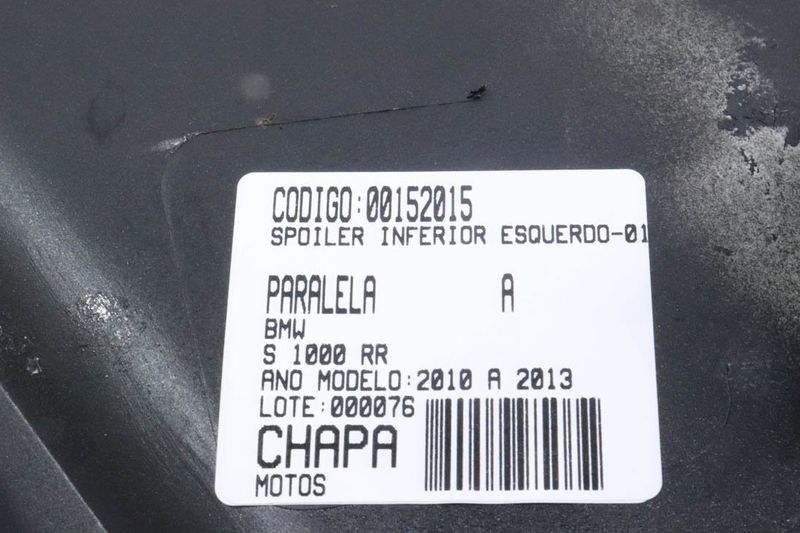 CODIGO:00152015
SPOILER INFERIOR ESQUERDO-01
PARALELA A
BMW
S 1000 RR
ANO MODELO:2010 A 2013
LOTE:000076
CHAPA
MOTOS